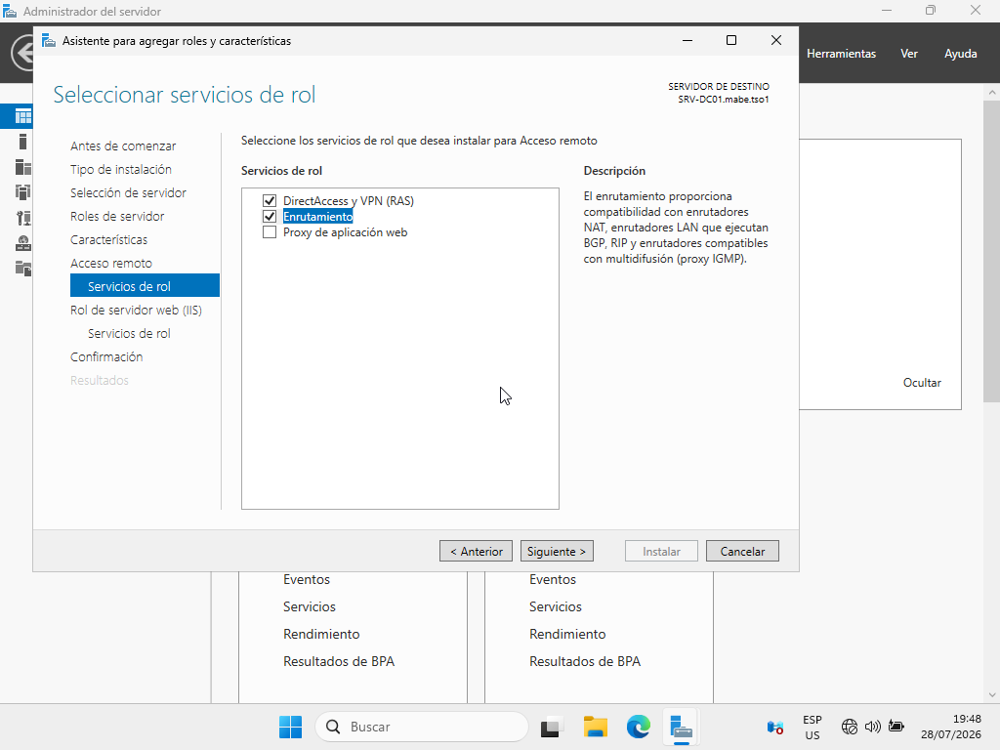 Administrador del servidor
Asistente para agregar roles y características
Herramientas
Ver
Ayuda
Seleccionar servicios de rol
SERVIDOR DE DESTINO
SRV-DC01.mabe.tso1
Antes de comenzar
Tipo de instalación
Selección de servidor
Roles de servidor
Características
Acceso remoto
Servicios de rol
Rol de servidor web (IIS)
Servicios de rol
Confirmación
Resultados
Seleccione los servicios de rol que desea instalar para Acceso remoto
Servicios de rol
DirectAccess y VPN (RAS)
Enrutamiento
Proxy de aplicación web
Descripción
El enrutamiento proporciona
compatibilidad con enrutadores
NAT, enrutadores LAN que ejecutan
BGP, RIP y enrutadores compatibles
con multidifusión (proxy IGMP).
Ocultar
< Anterior
Siguiente >
Instalar
Cancelar
Eventos
Servicios
Rendimiento
Resultados de BPA
Eventos
Servicios
Rendimiento
Resultados de BPA
Buscar
ESP
US
19:48
28/07/2026